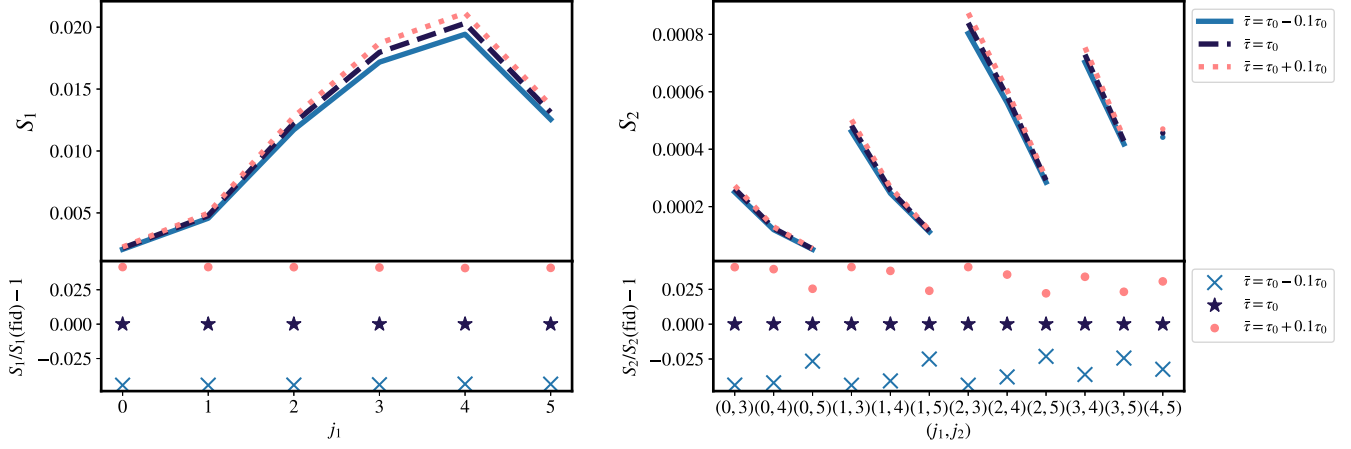 0.020
0.015
0.010
0.005
S₁
0.025
0.000
−0.025
S₁/S₁(fid) − 1
0 1 2 3 4 5
j₁
0.0008
0.0006
0.0004
0.0002
S₂
0.025
0.000
−0.025
S₂/S₂(fid) − 1
(0, 3)(0, 4)(0, 5)(1, 3)(1, 4)(1, 5)(2, 3)(2, 4)(2, 5)(3, 4)(3, 5)(4, 5)
(j₁, j₂)
τ̄ = τ₀ − 0.1τ₀
τ̄ = τ₀
τ̄ = τ₀ + 0.1τ₀
τ̄ = τ₀ − 0.1τ₀
τ̄ = τ₀
τ̄ = τ₀ + 0.1τ₀